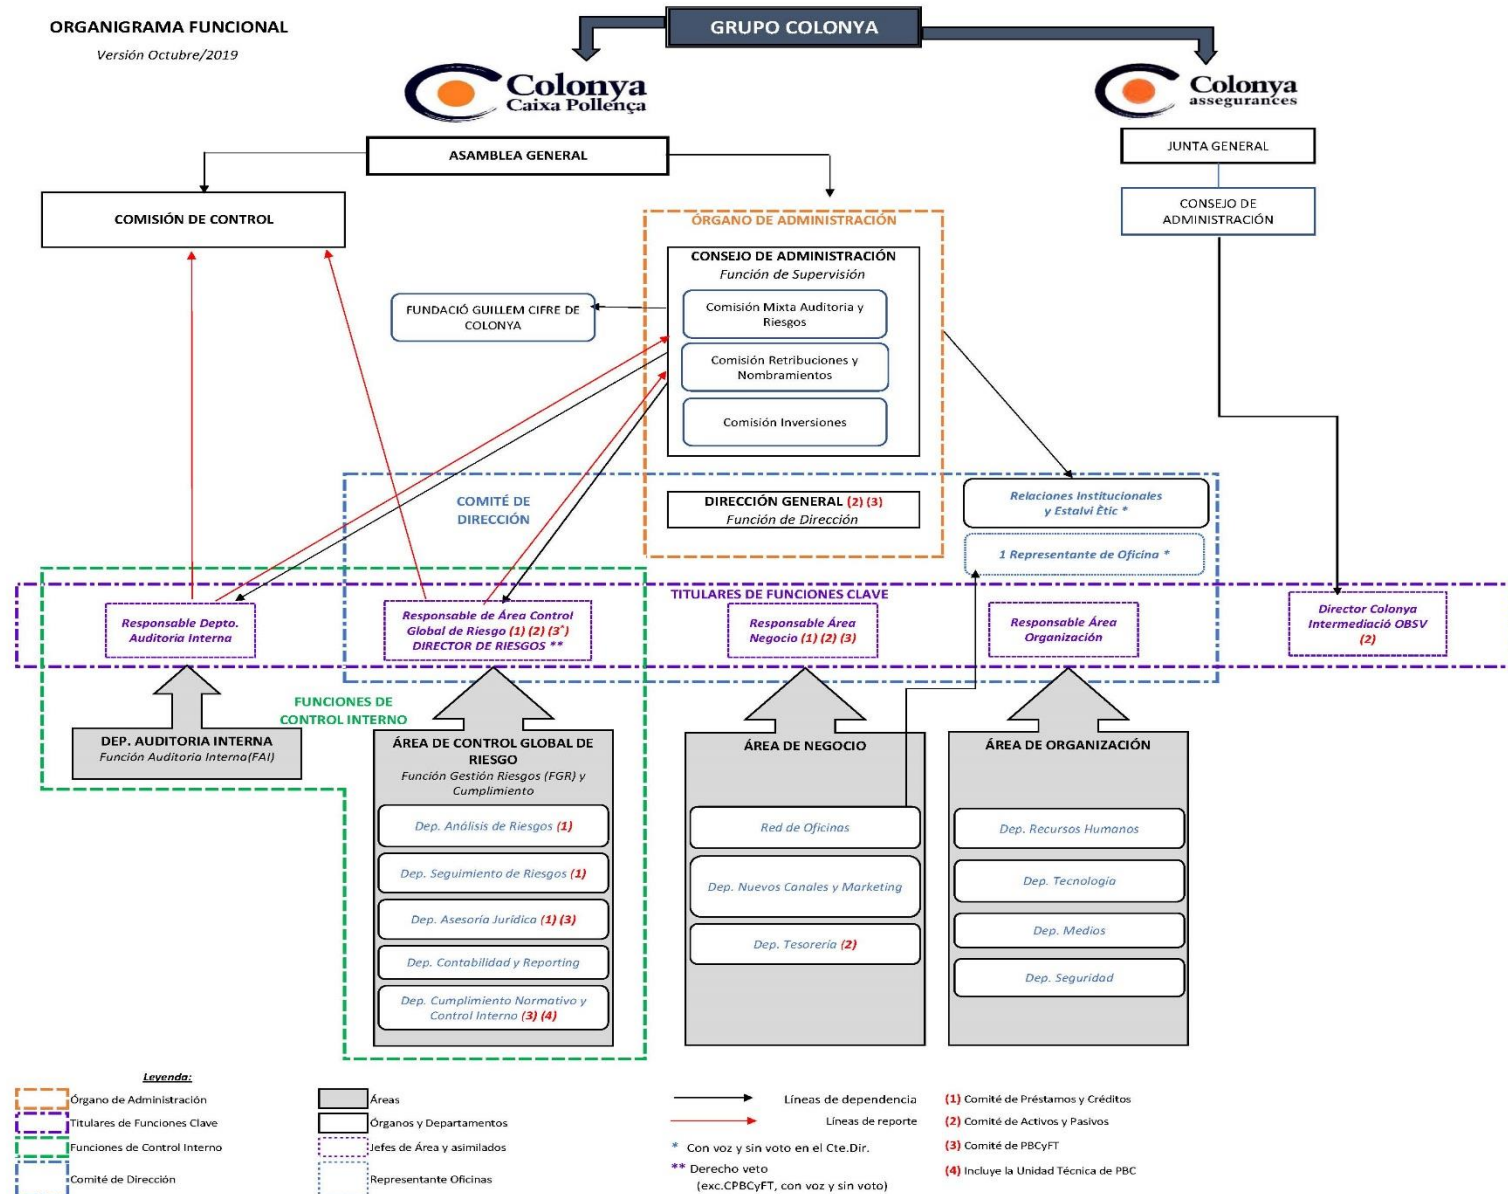 ORGANIGRAMA FUNCIONAL
Versión Octubre/2019
GRUPO COLONYA
Colonya
Caixa Pollença
Colonya
assegurances
ASAMBLEA GENERAL
JUNTA GENERAL
COMISIÓN DE CONTROL
CONSEJO DE
ADMINISTRACIÓN
ÓRGANO DE ADMINISTRACIÓN
CONSEJO DE ADMINISTRACIÓN
Función de Supervisión
FUNDACIÓ GUILLEM CIFRE DE
COLONYA
Comisión Mixta Auditoria y
Riesgos
Comisión Retribuciones y
Nombramientos
Comisión Inversiones
COMITÉ DE
DIRECCIÓN
DIRECCIÓN GENERAL (2) (3)
Función de Dirección
Relaciones Institucionales
y Estalvi Ètic *
1 Representante de Oficina *
TITULARES DE FUNCIONES CLAVE
Responsable Depto.
Auditoria Interna
Responsable de Área Control
Global de Riesgo (1) (2) (3*)
DIRECTOR DE RIESGOS **
Responsable Área
Negocio (1) (2) (3)
Responsable Área
Organización
Director Colonya
Intermediació OBSV
(2)
FUNCIONES DE
CONTROL INTERNO
DEP. AUDITORIA INTERNA
Función Auditoria Interna(FAI)
ÁREA DE CONTROL GLOBAL DE
RIESGO
Función Gestión Riesgos (FGR) y
Cumplimiento
Dep. Análisis de Riesgos (1)
Dep. Seguimiento de Riesgos (1)
Dep. Asesoría Jurídica (1) (3)
Dep. Contabilidad y Reporting
Dep. Cumplimiento Normativo y
Control Interno (3) (4)
ÁREA DE NEGOCIO
Red de Oficinas
Dep. Nuevos Canales y Marketing
Dep. Tesorería (2)
ÁREA DE ORGANIZACIÓN
Dep. Recursos Humanos
Dep. Tecnología
Dep. Medios
Dep. Seguridad
Leyenda:
Órgano de Administración
Titulares de Funciones Clave
Funciones de Control Interno
Comité de Dirección
Áreas
Órganos y Departamentos
Jefes de Área y asimilados
Representante Oficinas
Líneas de dependencia
Líneas de reporte
* Con voz y sin voto en el Cte.Dir.
** Derecho veto
(exc.CPBCyFT, con voz y sin voto)
(1) Comité de Préstamos y Créditos
(2) Comité de Activos y Pasivos
(3) Comité de PBCyFT
(4) Incluye la Unidad Técnica de PBC